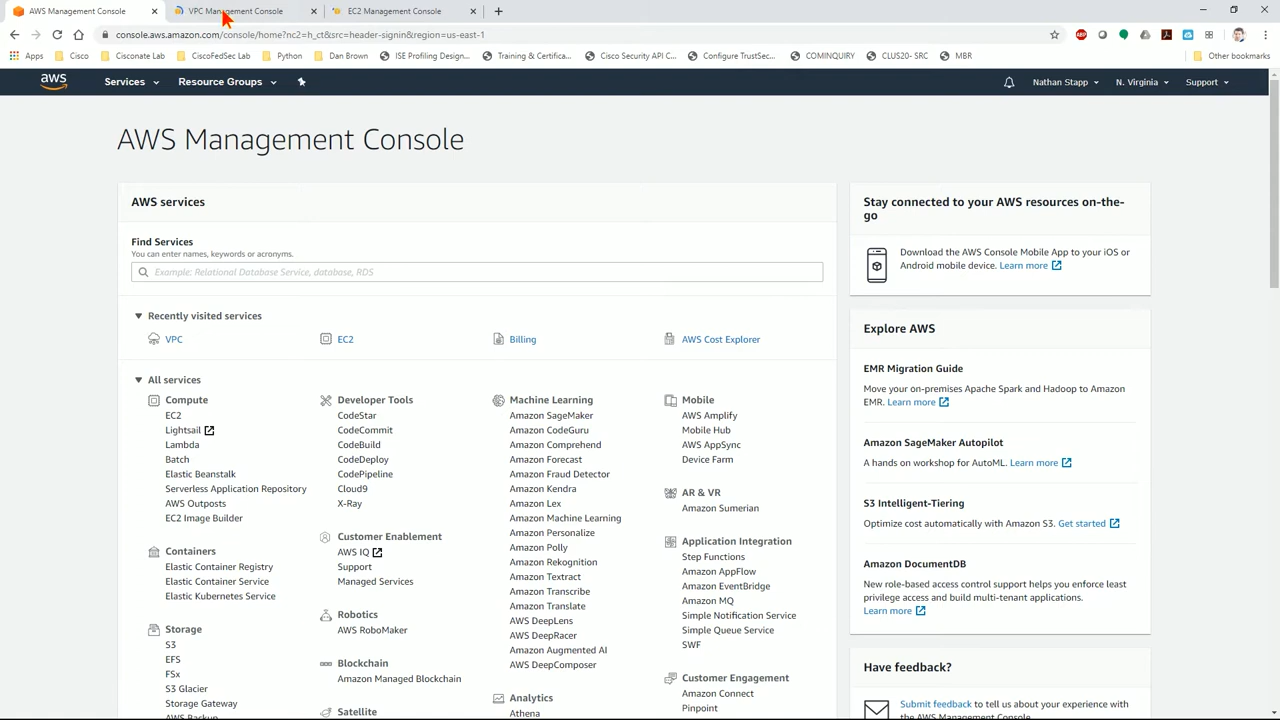 AWS Management Console
VPC Management Console
EC2 Management Console
console.aws.amazon.com/console/home?nc2=h_ct&src=header-signin&region=us-east-1
Apps
Cisco
Cisconate Lab
CiscoFedSec Lab
Python
Dan Brown
ISE Profiling Design...
Training & Certifica...
Cisco Security API C...
Configure TrustSec...
COMINQUIRY
CLUS20- SRC
MBR
Other bookmarks
aws
Services
Resource Groups
Nathan Stapp
N. Virginia
Support
AWS Management Console
AWS services
Find Services
You can enter names, keywords or acronyms.
Example: Relational Database Service, database, RDS
Recently visited services
VPC
EC2
Billing
AWS Cost Explorer
All services
Compute
EC2
Lightsail
Lambda
Batch
Elastic Beanstalk
Serverless Application Repository
AWS Outposts
EC2 Image Builder
Containers
Elastic Container Registry
Elastic Container Service
Elastic Kubernetes Service
Storage
S3
EFS
FSx
S3 Glacier
Storage Gateway
AWS Backup
Developer Tools
CodeStar
CodeCommit
CodeBuild
CodeDeploy
CodePipeline
Cloud9
X-Ray
Customer Enablement
AWS IQ
Support
Managed Services
Robotics
AWS RoboMaker
Blockchain
Amazon Managed Blockchain
Satellite
Machine Learning
Amazon SageMaker
Amazon CodeGuru
Amazon Comprehend
Amazon Forecast
Amazon Fraud Detector
Amazon Kendra
Amazon Lex
Amazon Machine Learning
Amazon Personalize
Amazon Polly
Amazon Rekognition
Amazon Textract
Amazon Transcribe
Amazon Translate
AWS DeepLens
AWS DeepRacer
Amazon Augmented AI
AWS DeepComposer
Analytics
Athena
Mobile
AWS Amplify
Mobile Hub
AWS AppSync
Device Farm
AR & VR
Amazon Sumerian
Application Integration
Step Functions
Amazon AppFlow
Amazon EventBridge
Amazon MQ
Simple Notification Service
Simple Queue Service
SWF
Customer Engagement
Amazon Connect
Pinpoint
Stay connected to your AWS resources on-the-
go
Download the AWS Console Mobile App to your iOS or
Android mobile device. Learn more
Explore AWS
EMR Migration Guide
Move your on-premises Apache Spark and Hadoop to Amazon
EMR. Learn more
Amazon SageMaker Autopilot
A hands on workshop for AutoML. Learn more
S3 Intelligent-Tiering
Optimize cost automatically with Amazon S3. Get started
Amazon DocumentDB
New role-based access control support helps you enforce least
privilege access and build multi-tenant applications.
Learn more
Have feedback?
Submit feedback to tell us about your experience with
the AWS Management Console.